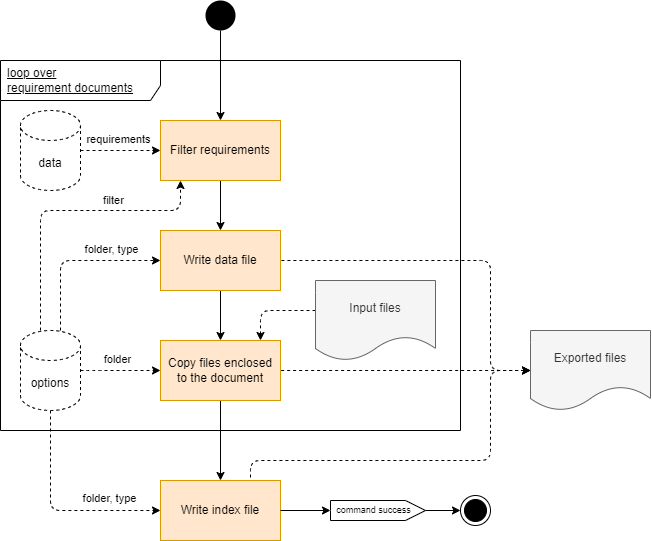 loop over
requirement documents
requirements
data
Filter requirements
filter
folder, type
Write data file
Input files
folder
options
Copy files enclosed
to the document
Exported files
folder, type
Write index file
command success